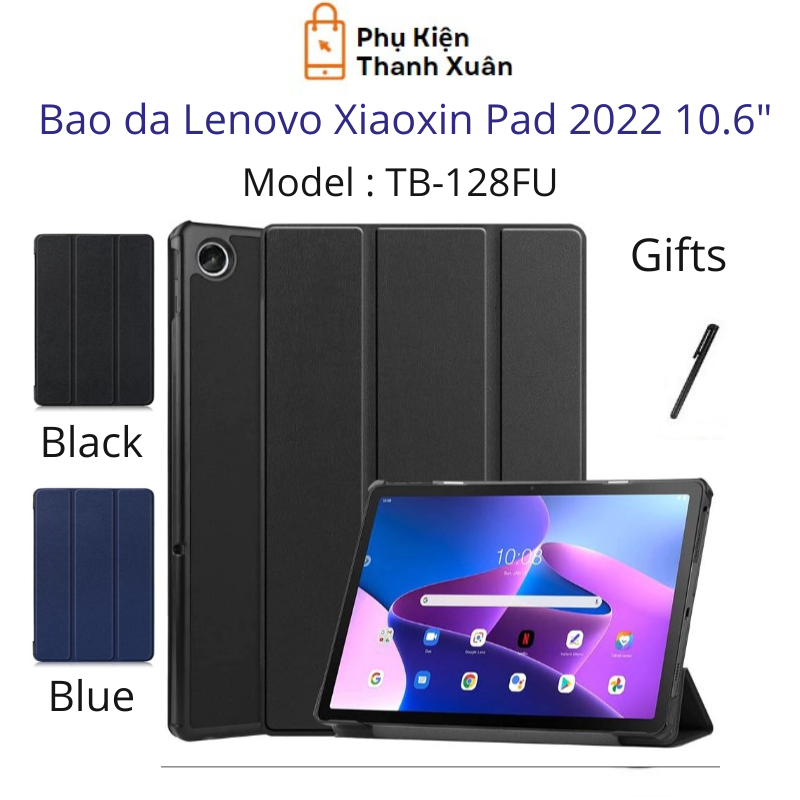 Phụ Kiện
Thanh Xuân
Bao da Lenovo Xiaoxin Pad 2022 10.6"
Model : TB-128FU
Gifts
Black
10:08
Blue